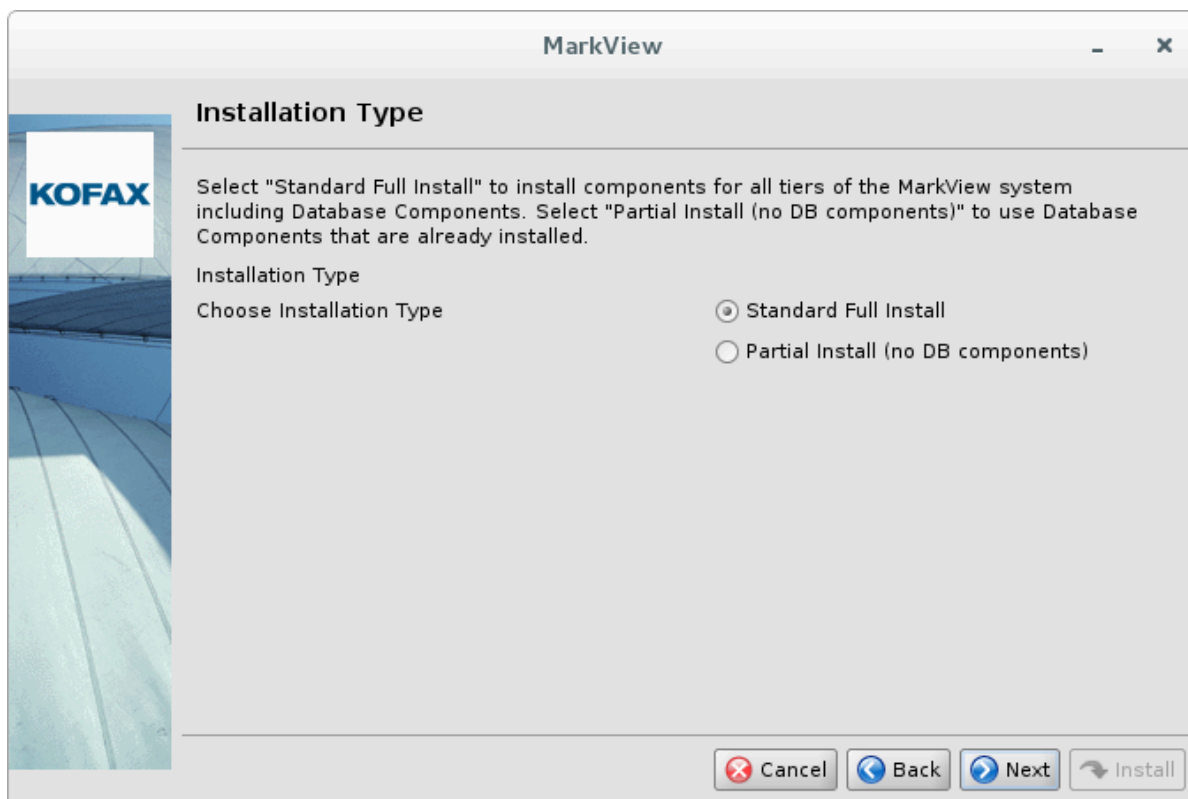 MarkView
Installation Type
KOFAX
Select "Standard Full Install" to install components for all tiers of the MarkView system
including Database Components. Select "Partial Install (no DB components)" to use Database
Components that are already installed.
Installation Type
Choose Installation Type
Standard Full Install
Partial Install (no DB components)
Cancel
Back
Next
Install